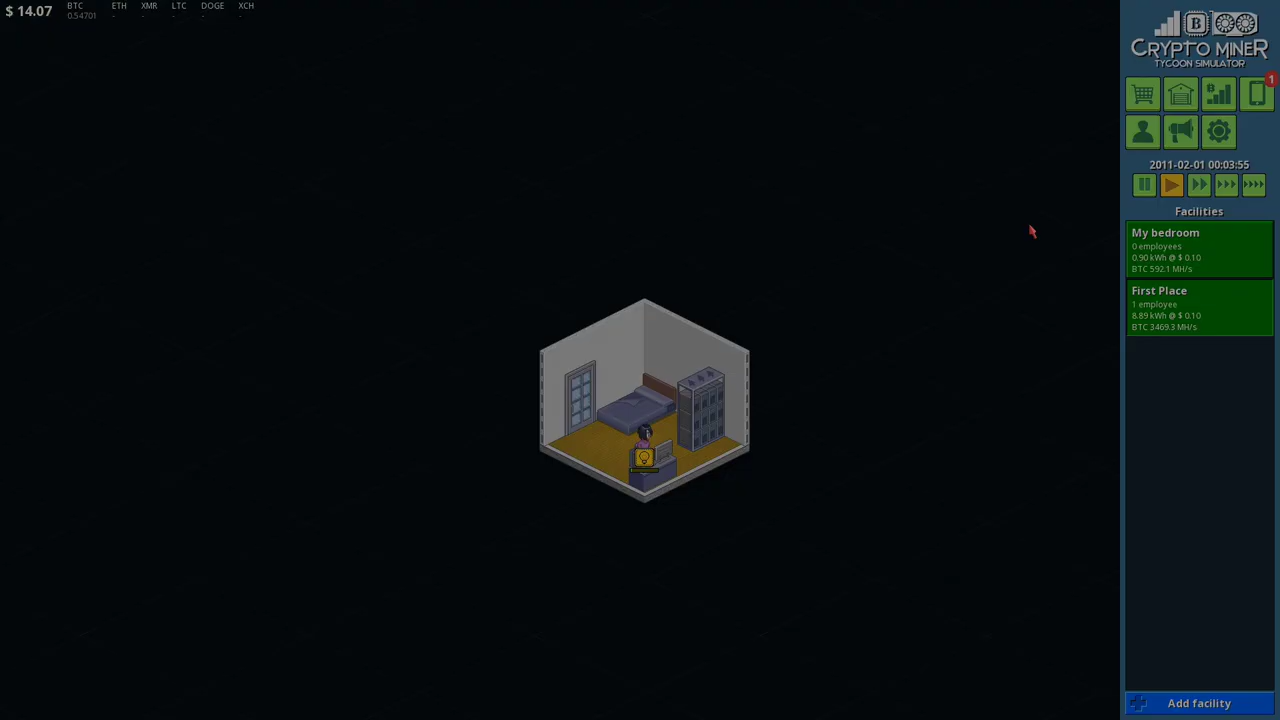 $ 14.07
BTC
0.54701
ETH
-
XMR
-
LTC
-
DOGE
-
XCH
-
CRYPTO MINER
TYCOON SIMULATOR
1
2011-02-01 00:03:55
Facilities
My bedroom
0 employees
0.90 kWh @ $ 0.10
BTC 592.1 MH/s
First Place
1 employee
8.89 kWh @ $ 0.10
BTC 3469.3 MH/s
Add facility